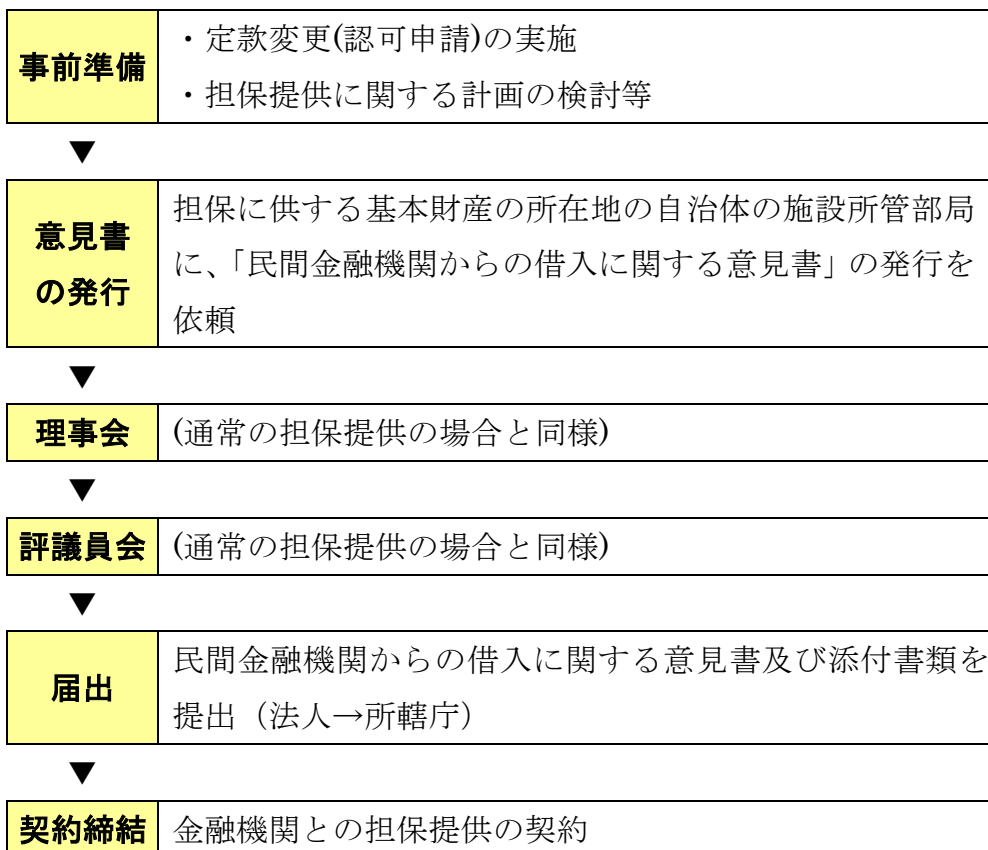 事前準備
・定款変更(認可申請)の実施
・担保提供に関する計画の検討等
▼
意見書
の発行
担保に供する基本財産の所在地の自治体の施設所管部局
に、「民間金融機関からの借入に関する意見書」の発行を
依頼
▼
理事会
(通常の担保提供の場合と同様)
▼
評議員会
(通常の担保提供の場合と同様)
▼
届出
民間金融機関からの借入に関する意見書及び添付書類を
提出（法人→所轄庁）
▼
契約締結
金融機関との担保提供の契約